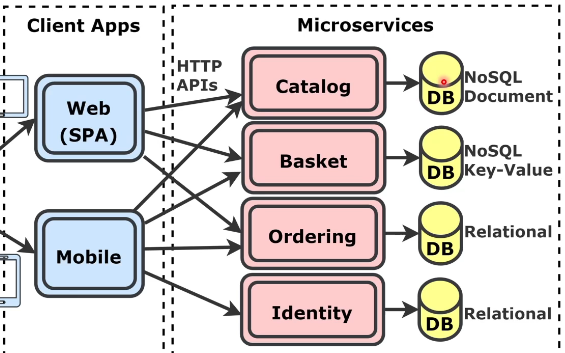 Client Apps
Microservices
HTTP
APIs
Web
(SPA)
Mobile
Catalog
DB
NoSQL
Document
Basket
DB
NoSQL
Key-Value
Ordering
DB
Relational
Identity
DB
Relational